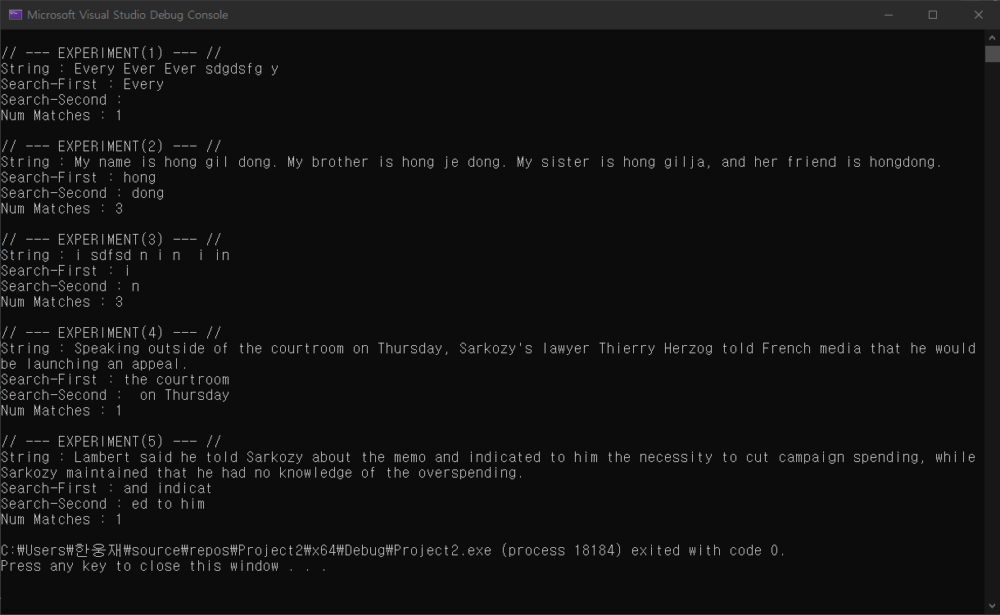 Microsoft Visual Studio Debug Console
// --- EXPERIMENT(1) --- //
String : Every Ever Ever sdgdsfg y
Search-First : Every
Search-Second :
Num Matches : 1
// --- EXPERIMENT(2) --- //
String : My name is hong gil dong. My brother is hong je dong. My sister is hong gilja, and her friend is hongdong.
Search-First : hong
Search-Second : dong
Num Matches : 3
// --- EXPERIMENT(3) --- //
String : i sdfsd n i n  i in
Search-First : i
Search-Second : n
Num Matches : 3
// --- EXPERIMENT(4) --- //
String : Speaking outside of the courtroom on Thursday, Sarkozy's lawyer Thierry Herzog told French media that he would
be launching an appeal.
Search-First : the courtroom
Search-Second :  on Thursday
Num Matches : 1
// --- EXPERIMENT(5) --- //
String : Lambert said he told Sarkozy about the memo and indicated to him the necessity to cut campaign spending, while
Sarkozy maintained that he had no knowledge of the overspending.
Search-First : and indicat
Search-Second : ed to him
Num Matches : 1
C:₩Users₩한웅재₩source₩repos₩Project2₩x64₩Debug₩Project2.exe (process 18184) exited with code 0.
Press any key to close this window . . .